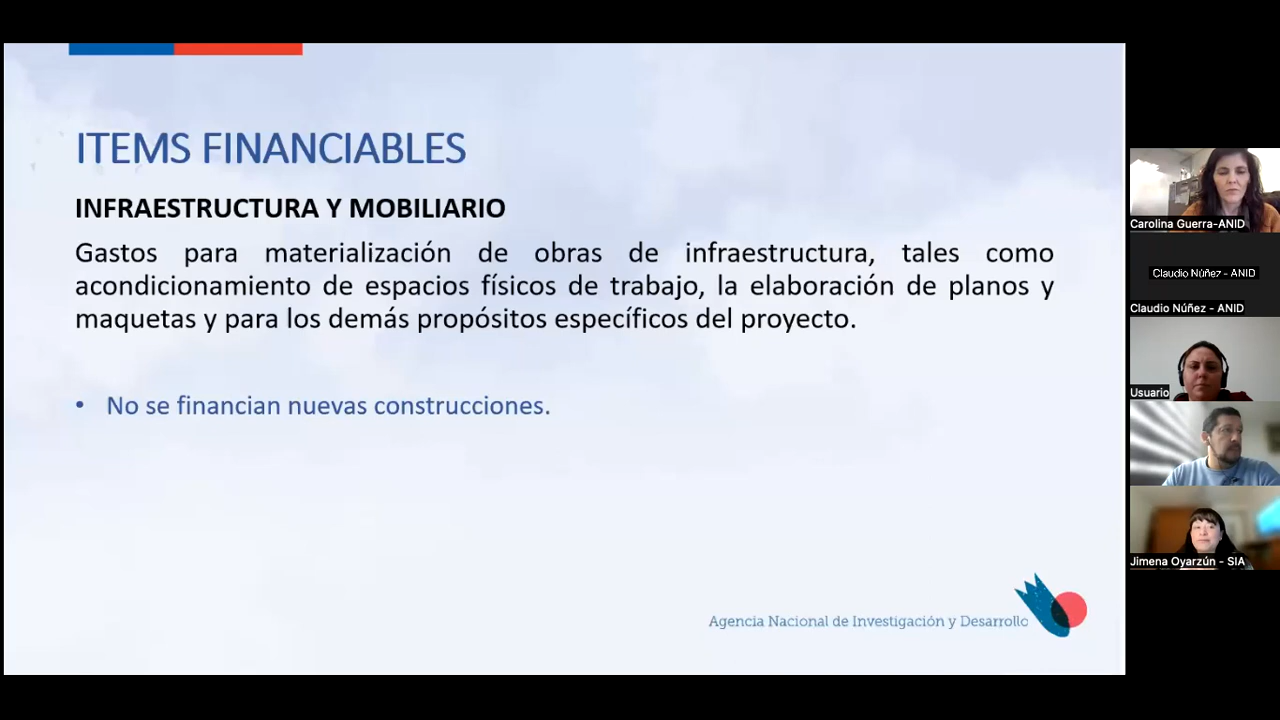 ITEMS FINANCIABLES
INFRAESTRUCTURA Y MOBILIARIO
Gastos para materialización de obras de infraestructura, tales como
acondicionamiento de espacios físicos de trabajo, la elaboración de planos y
maquetas y para los demás propósitos específicos del proyecto.
• No se financian nuevas construcciones.
Agencia Nacional de Investigación y Desarrollo
Carolina Guerra-ANID
Claudio Núñez - ANID
Claudio Núñez - ANID
Usuario
Jimena Oyarzún - SIA